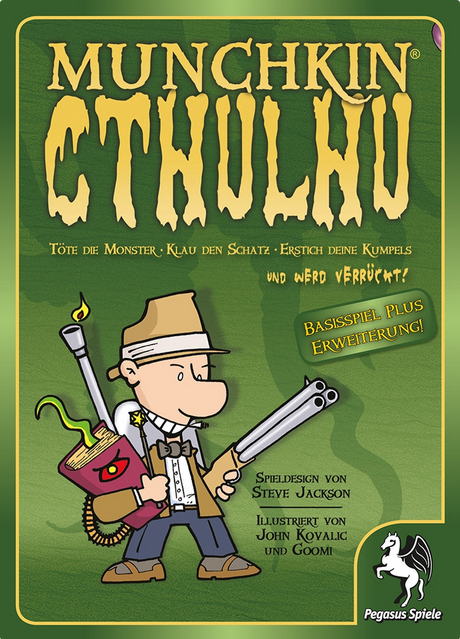 MUNCHKIN®
CTHULHU
TÖTE DIE MONSTER · KLAU DEN SCHATZ · ERSTICH DEINE KUMPELS
UND WERD VERRÜCKT!
BASISSPIEL PLUS
ERWEITERUNG!
SPIELDESIGN VON
STEVE JACKSON
ILLUSTRIERT VON
JOHN KOVALIC
UND GOOMI
Pegasus Spiele